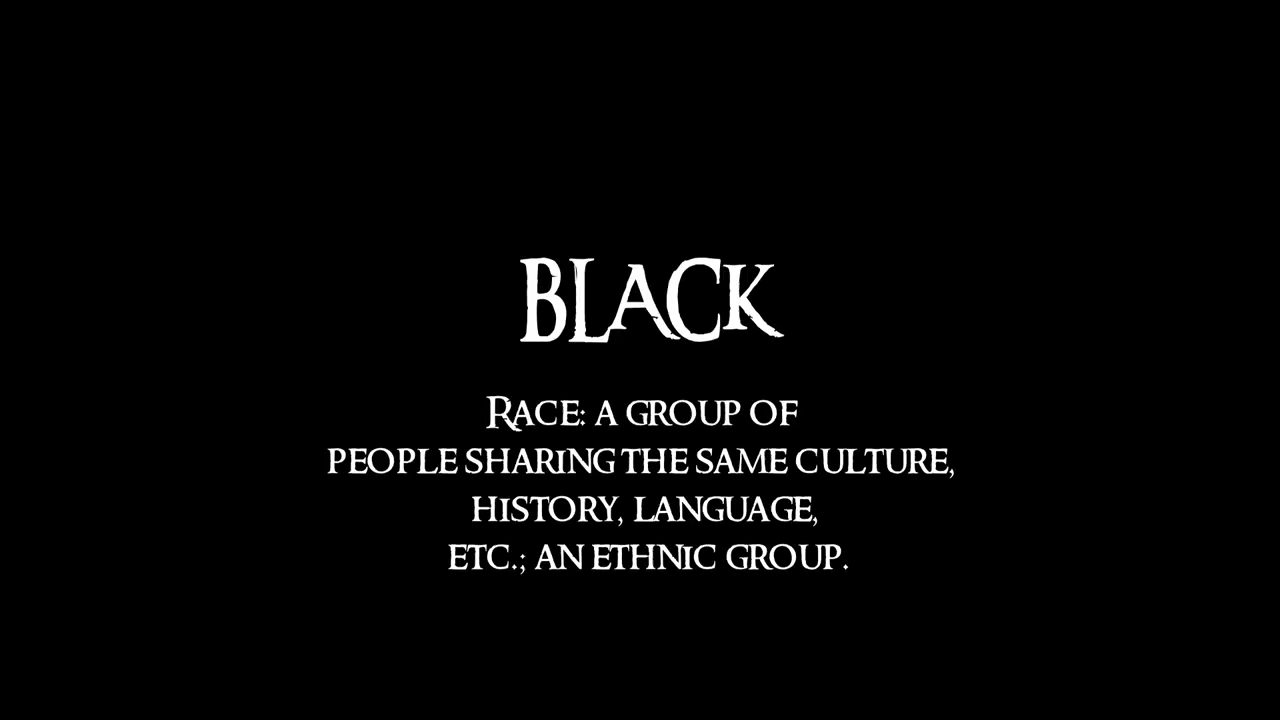 BLACK
RACE: A GROUP OF
PEOPLE SHARING THE SAME CULTURE,
HISTORY, LANGUAGE,
ETC.; AN ETHNIC GROUP.